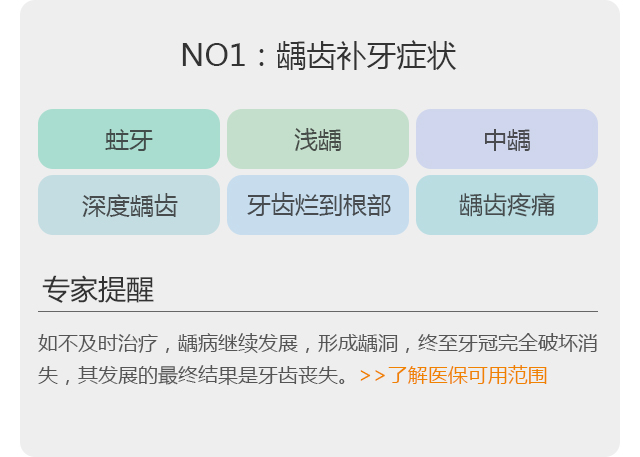 NO1：龋齿补牙症状
蛀牙
浅龋
中龋
深度龋齿
牙齿烂到根部
龋齿疼痛
专家提醒
如不及时治疗，龋病继续发展，形成龋洞，终至牙冠完全破坏消
失，其发展的最终结果是牙齿丧失。>>了解医保可用范围